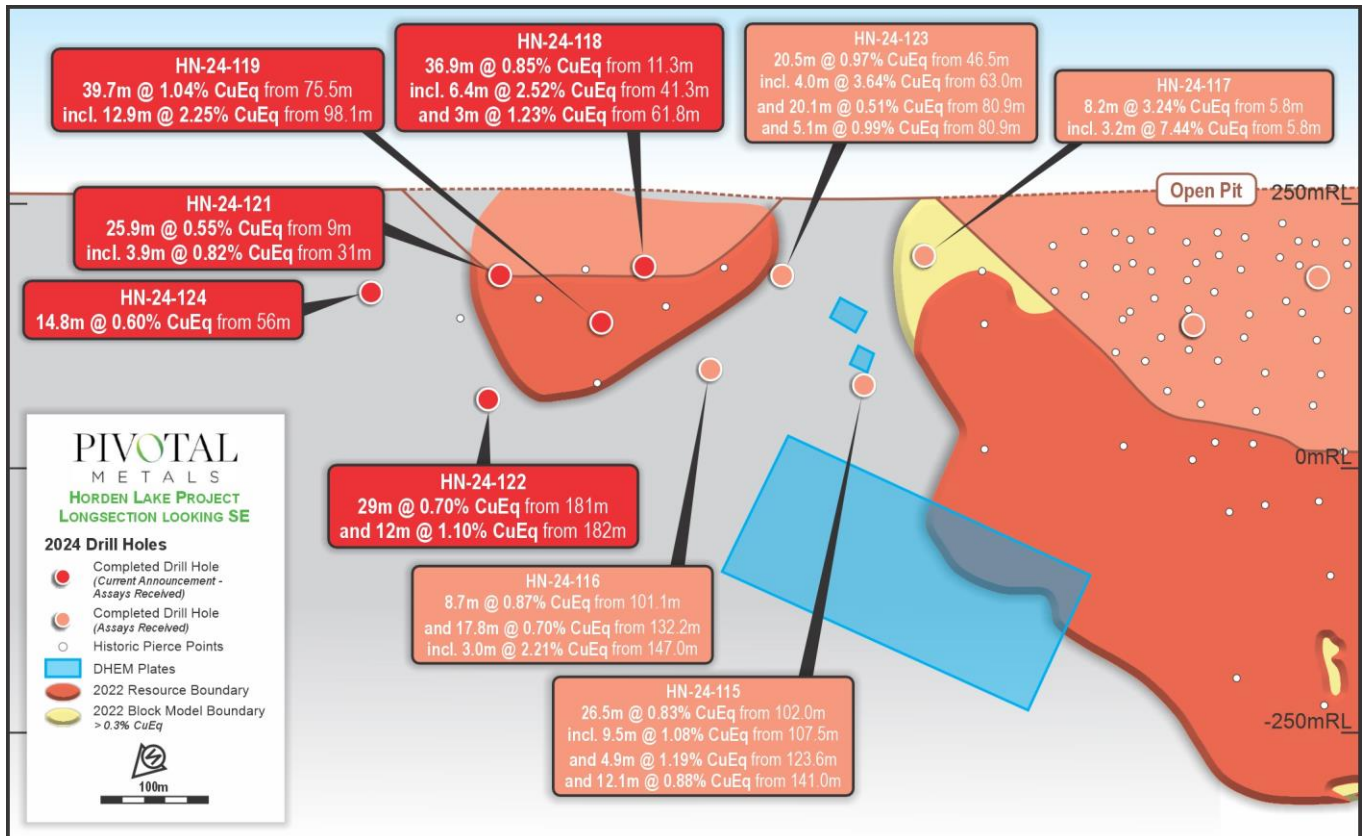 HN-24-119
39.7m @ 1.04% CuEq from 75.5m
incl. 12.9m @ 2.25% CuEq from 98.1m
HN-24-118
36.9m @ 0.85% CuEq from 11.3m
incl. 6.4m @ 2.52% CuEq from 41.3m
and 3m @ 1.23% CuEq from 61.8m
HN-24-123
20.5m @ 0.97% CuEq from 46.5m
incl. 4.0m @ 3.64% CuEq from 63.0m
and 20.1m @ 0.51% CuEq from 80.9m
and 5.1m @ 0.99% CuEq from 80.9m
HN-24-117
8.2m @ 3.24% CuEq from 5.8m
incl. 3.2m @ 7.44% CuEq from 5.8m
HN-24-121
25.9m @ 0.55% CuEq from 9m
incl. 3.9m @ 0.82% CuEq from 31m
Open Pit
250mRL
HN-24-124
14.8m @ 0.60% CuEq from 56m
0mRL
HN-24-122
29m @ 0.70% CuEq from 181m
and 12m @ 1.10% CuEq from 182m
HN-24-116
8.7m @ 0.87% CuEq from 101.1m
and 17.8m @ 0.70% CuEq from 132.2m
incl. 3.0m @ 2.21% CuEq from 147.0m
HN-24-115
26.5m @ 0.83% CuEq from 102.0m
incl. 9.5m @ 1.08% CuEq from 107.5m
and 4.9m @ 1.19% CuEq from 123.6m
and 12.1m @ 0.88% CuEq from 141.0m
-250mRL
PIVOTAL
METALS
HORDEN LAKE PROJECT
LONGSECTION LOOKING SE
2024 Drill Holes
Completed Drill Hole
(Current Announcement -
Assays Received)
Completed Drill Hole
(Assays Received)
Historic Pierce Points
DHEM Plates
2022 Resource Boundary
2022 Block Model Boundary
> 0.3% CuEq
100m